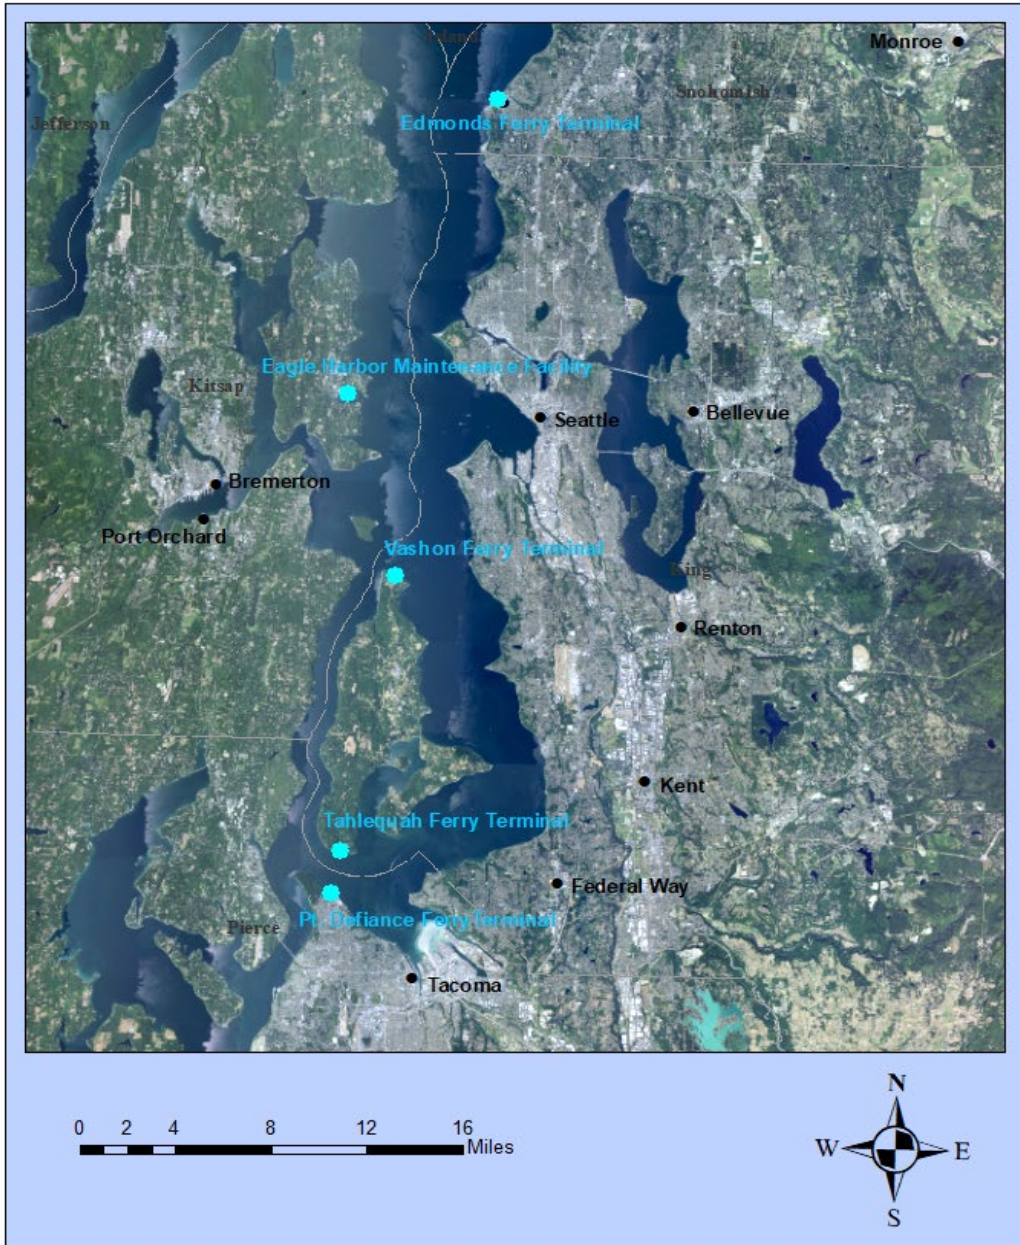 Island
Monroe
Snohomish
Jefferson
Edmonds Ferry Terminal
Eagle Harbor Maintenance Facility
Kitsap
Seattle
Bellevue
Bremerton
Port Orchard
Vashon Ferry Terminal
King
Renton
Kent
Tahlequah Ferry Terminal
Federal Way
Pt. Defiance FerryTerminal
Pierce
Tacoma
N
0 2 4 8 12 16
Miles
W E
S